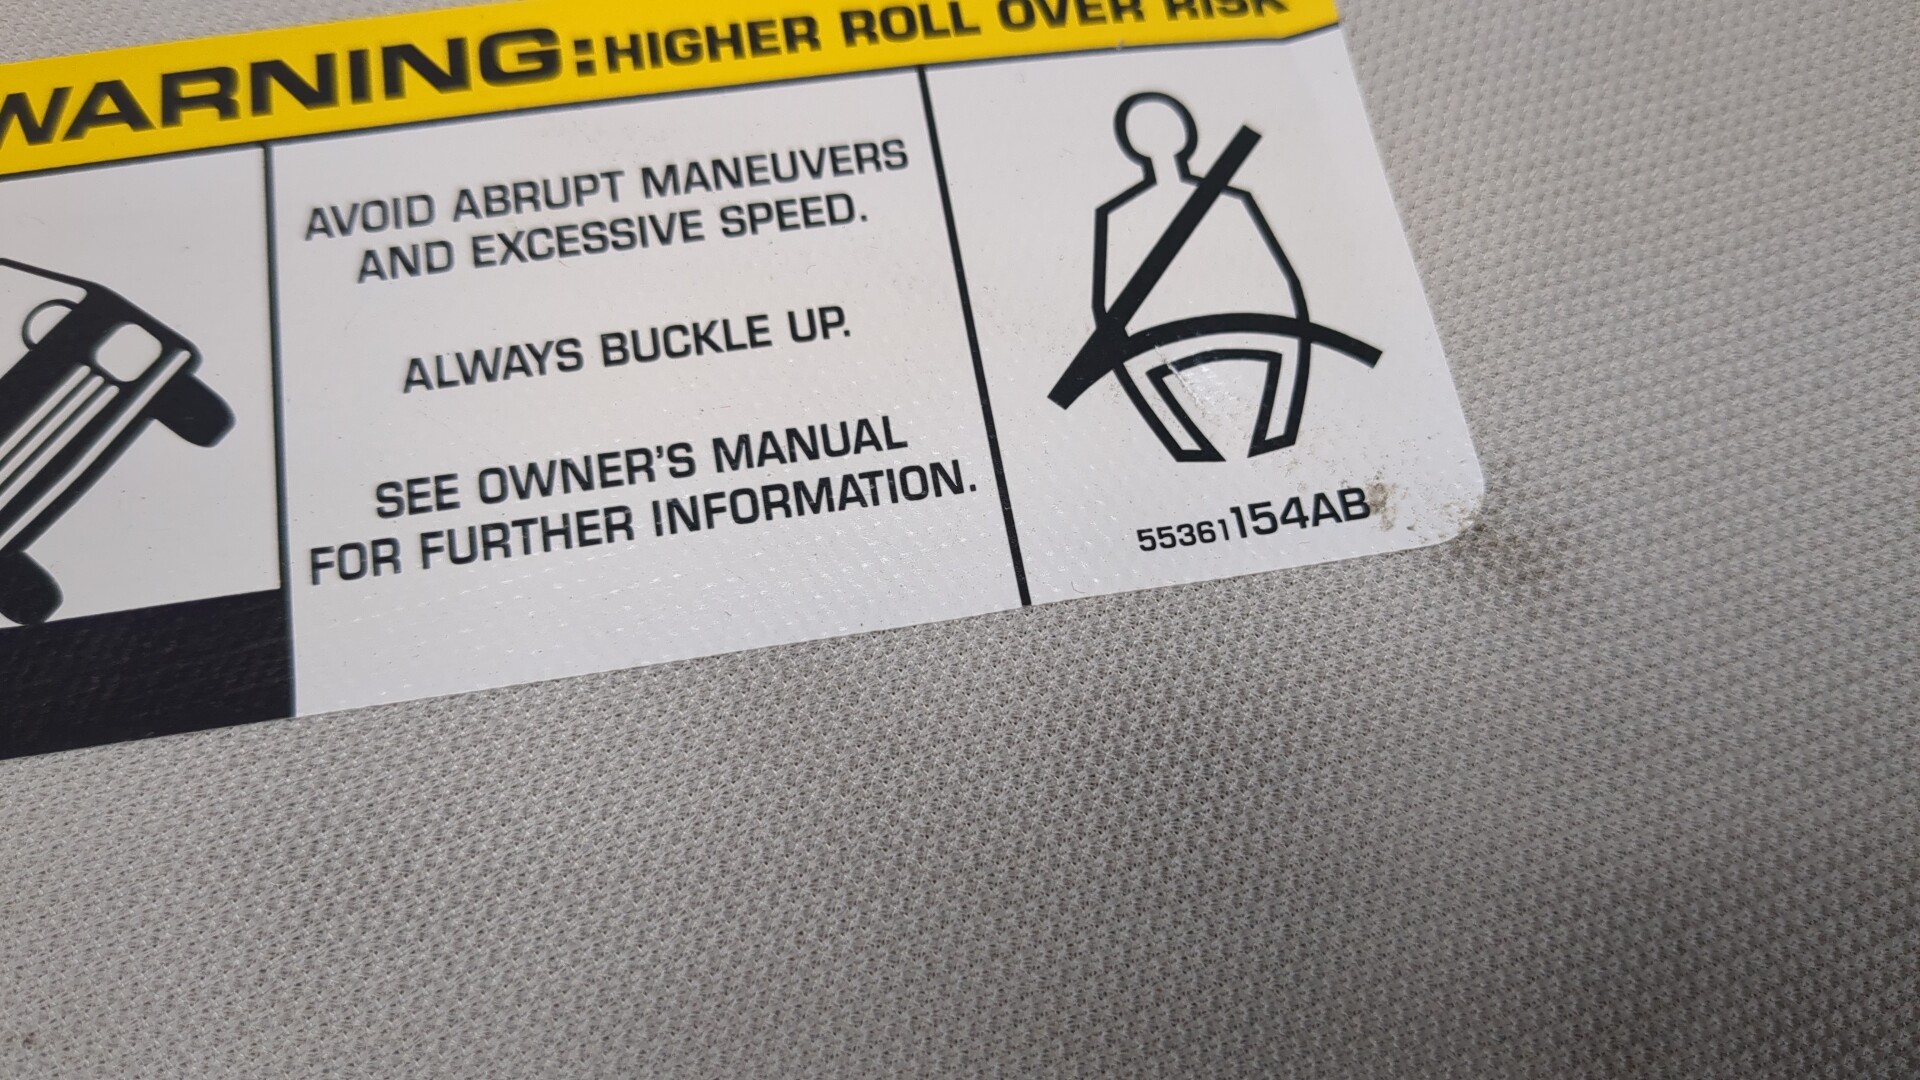 WARNING: HIGHER ROLL OVER RISK
AVOID ABRUPT MANEUVERS
AND EXCESSIVE SPEED.
ALWAYS BUCKLE UP.
SEE OWNER'S MANUAL
FOR FURTHER INFORMATION.
55361154AB